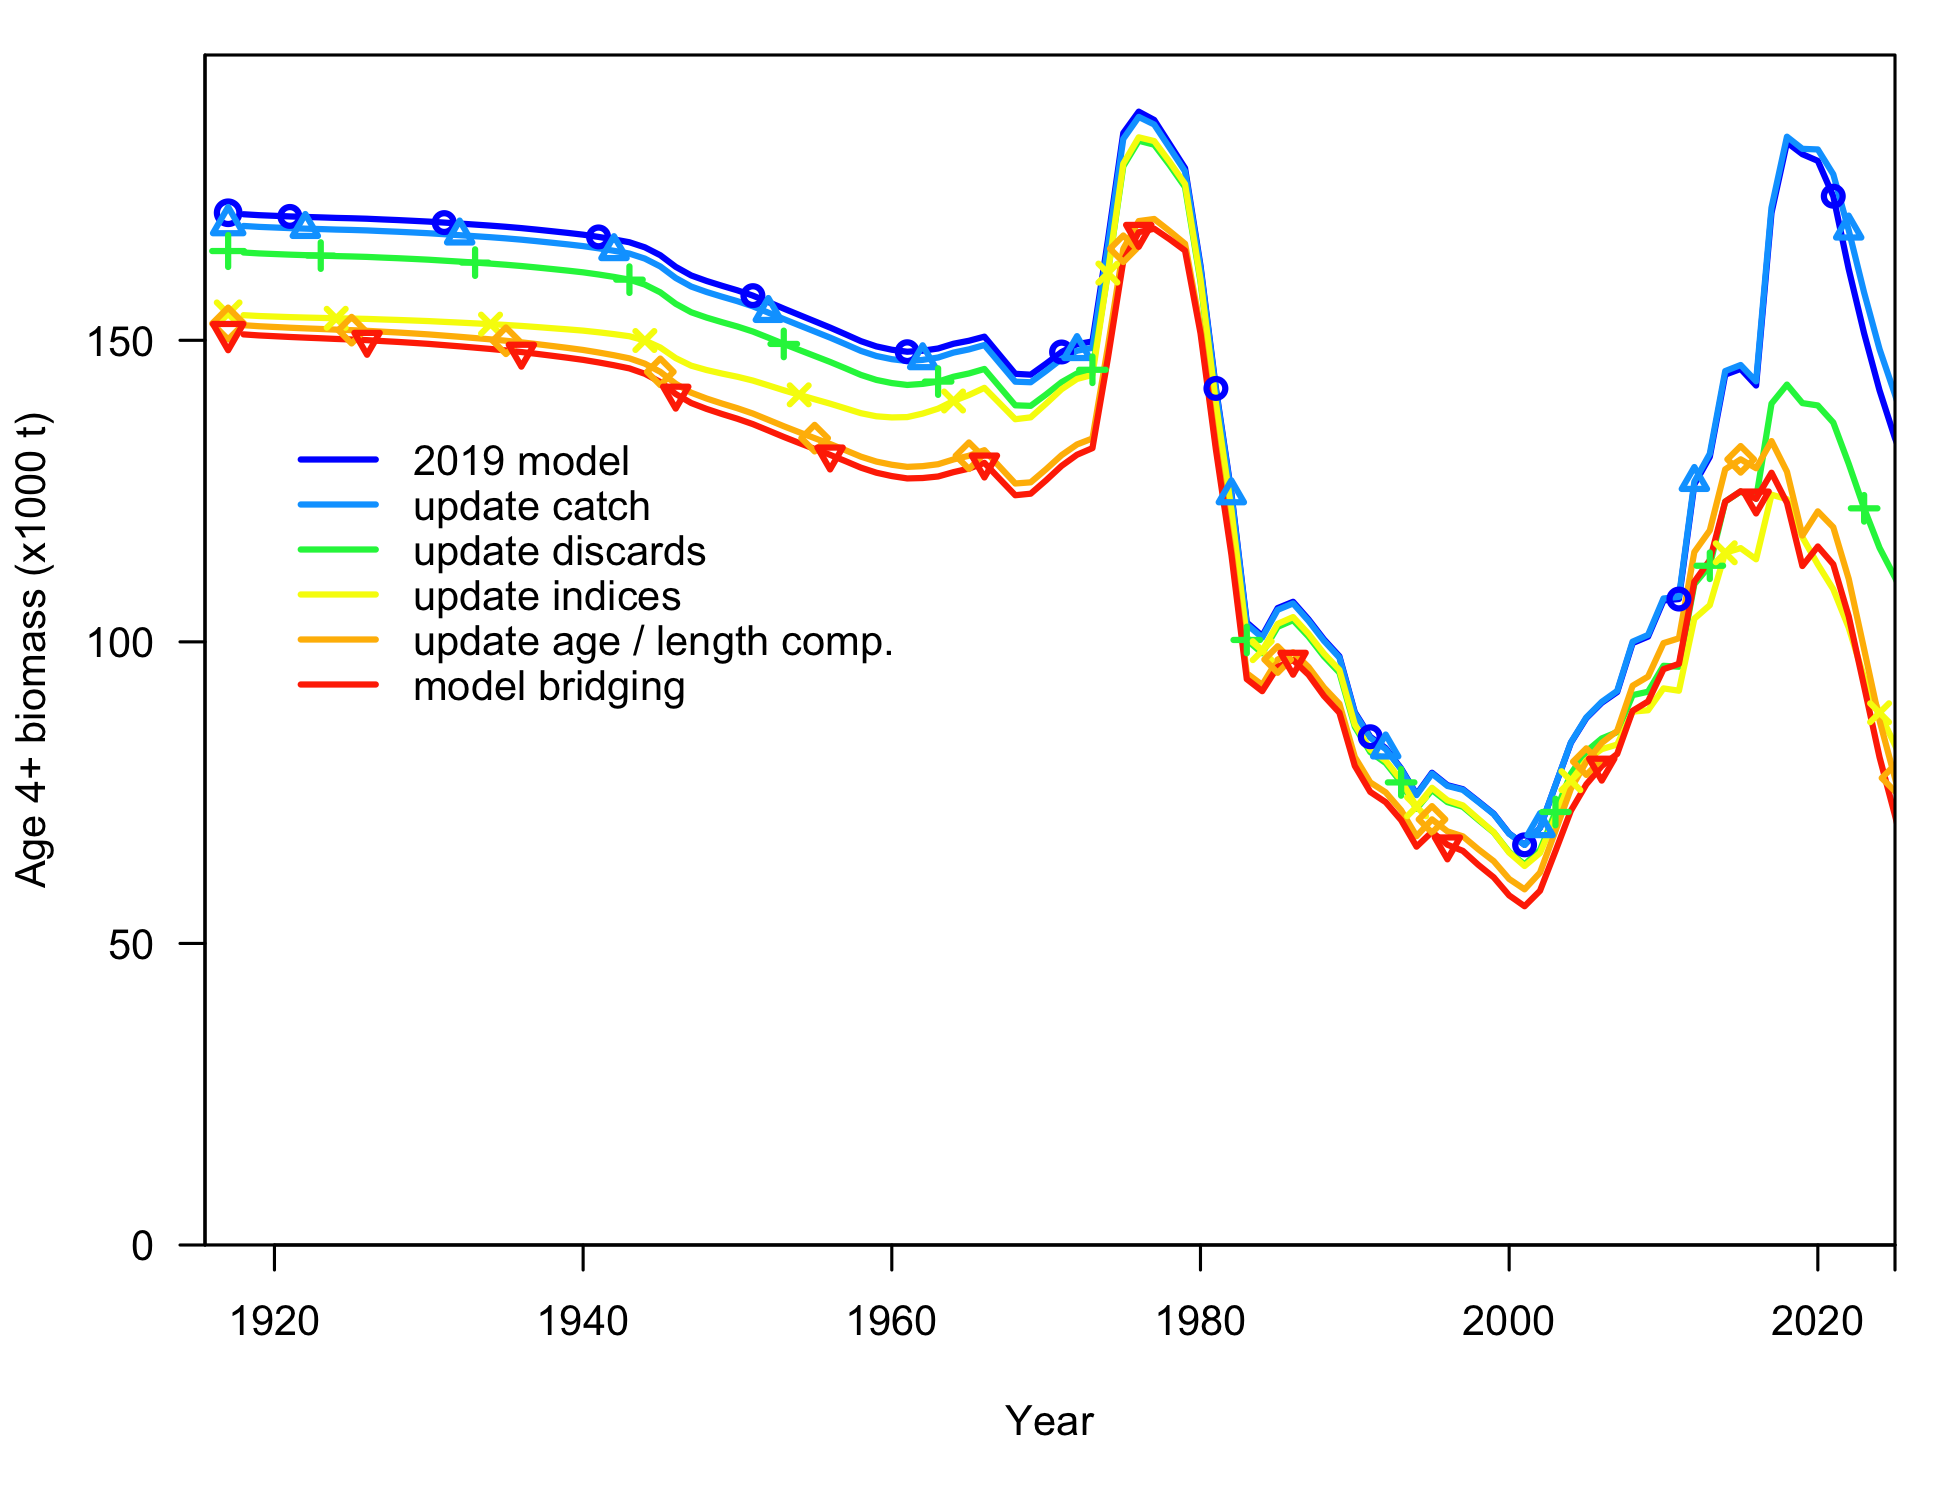 Age 4+ biomass (x1000 t)
150
100
50
0
2019 model
update catch
update discards
update indices
update age / length comp.
model bridging
1920 1940 1960 1980 2000 2020
Year